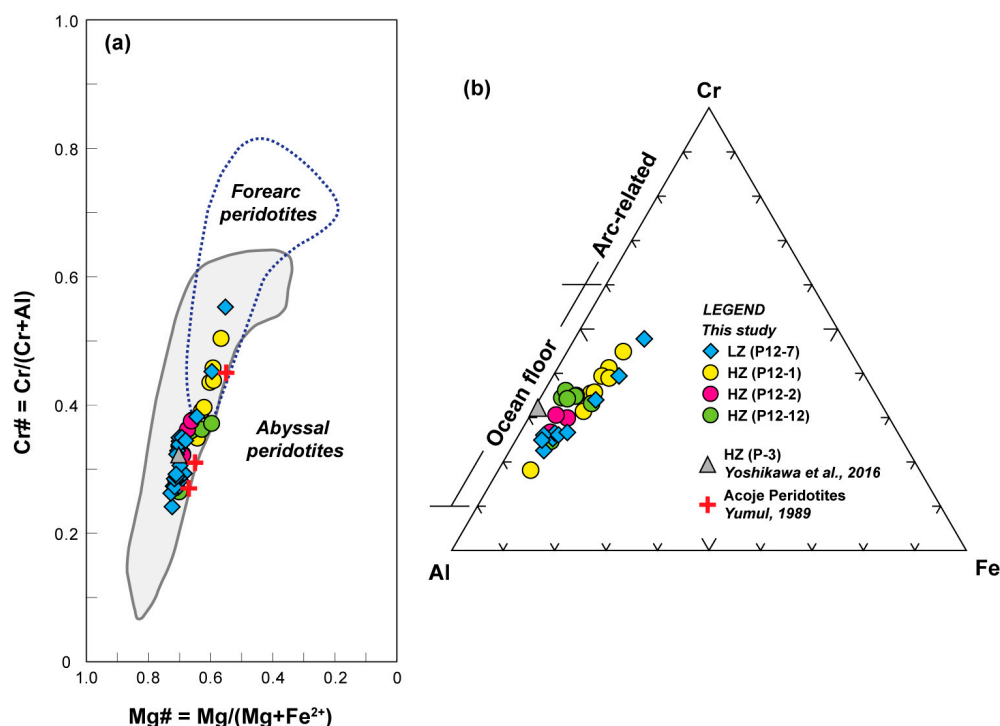 (a)
1.0
0.8
0.6
0.4
0.2
0
Cr# = Cr/(Cr+Al)
Forearc
peridotites
Abyssal
peridotites
1.0
0.8
0.6
0.4
0.2
0
Mg# = Mg/(Mg+Fe²⁺)
(b)
Cr
Arc-related
Ocean floor
Al
Fe
LEGEND
This study
LZ (P12-7)
HZ (P12-1)
HZ (P12-2)
HZ (P12-12)
HZ (P-3)
Yoshikawa et al., 2016
Acoje Peridotites
Yumul, 1989